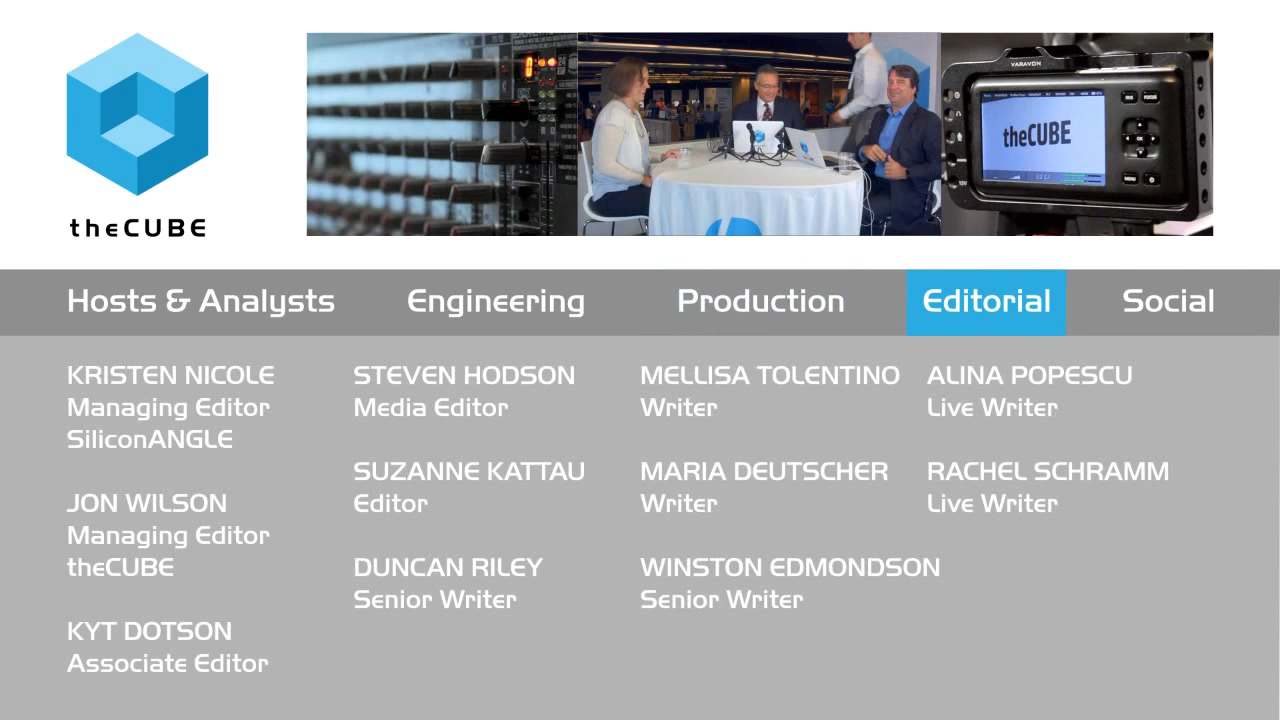 theCUBE
VARAVON
theCUBE
Hosts & Analysts
Engineering
Production
Editorial
Social
KRISTEN NICOLE
Managing Editor
SiliconANGLE
JON WILSON
Managing Editor
theCUBE
KYT DOTSON
Associate Editor
STEVEN HODSON
Media Editor
SUZANNE KATTAU
Editor
DUNCAN RILEY
Senior Writer
MELLISA TOLENTINO
Writer
MARIA DEUTSCHER
Writer
WINSTON EDMONDSON
Senior Writer
ALINA POPESCU
Live Writer
RACHEL SCHRAMM
Live Writer